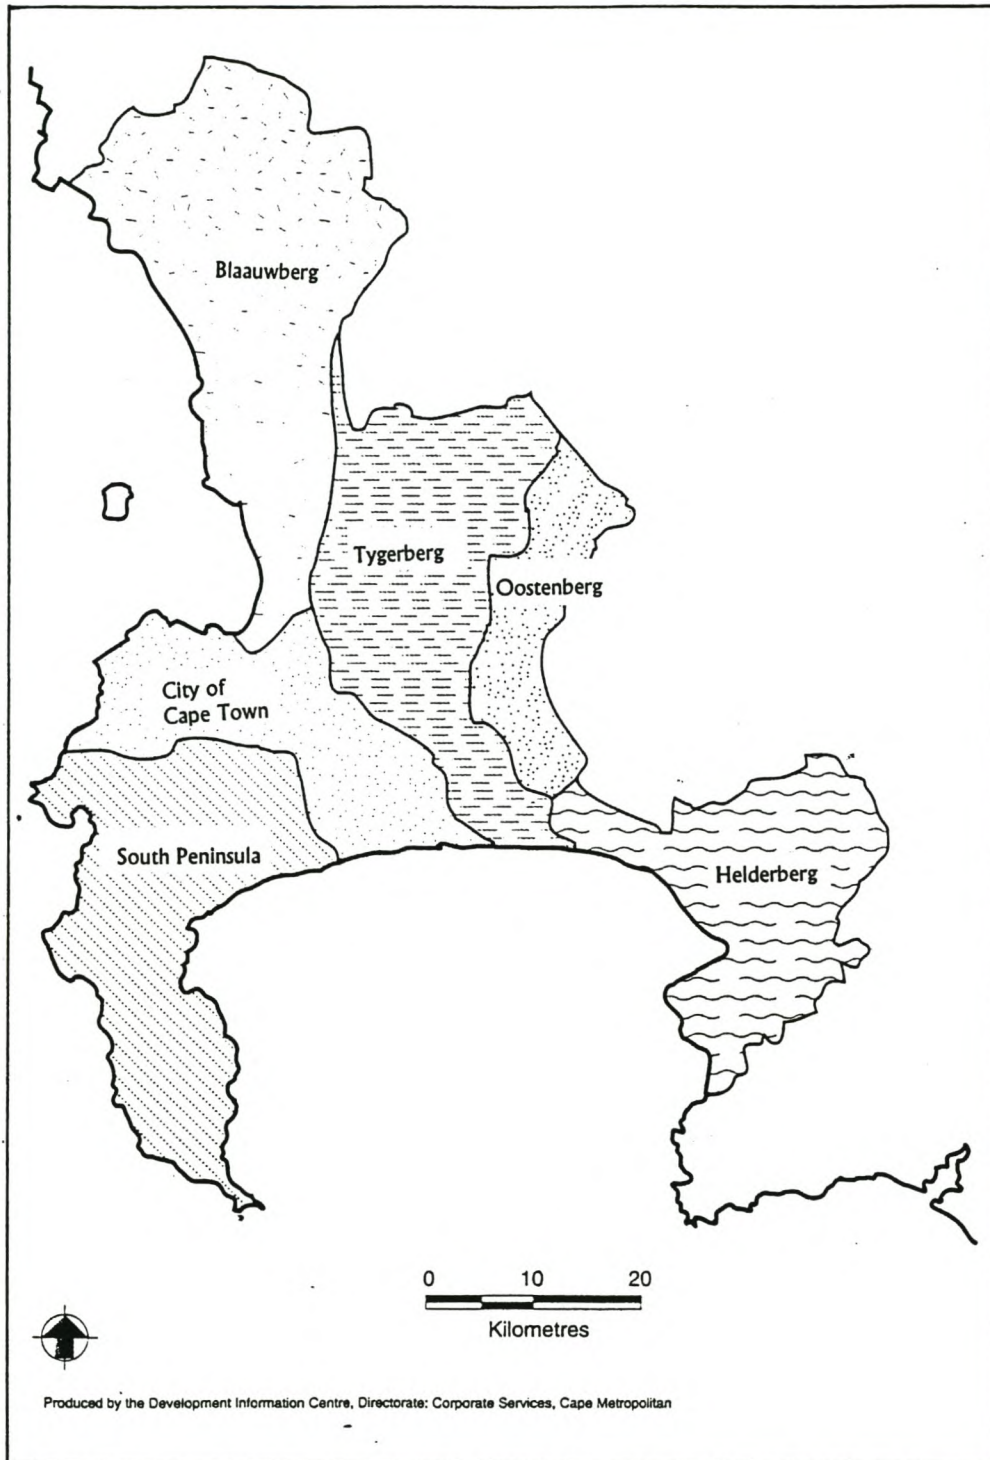 Blaauwberg
Tygerberg
Oostenberg
City of
Cape Town
South Peninsula
Helderberg
0 10 20
Kilometres
Produced by the Development Information Centre, Directorate: Corporate Services, Cape Metropolitan